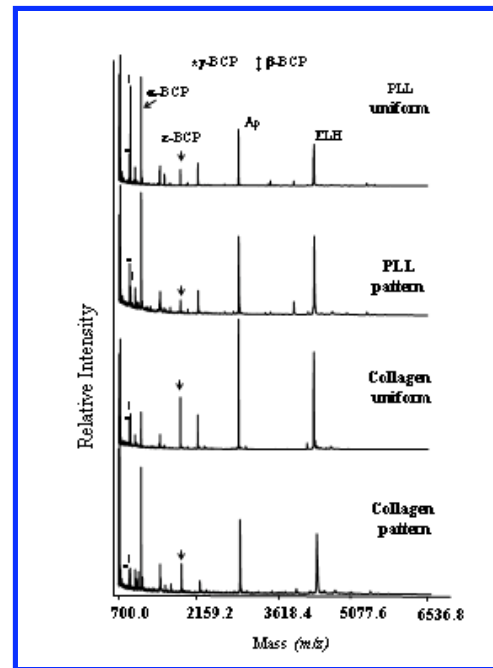 *γ-BCP ↕ β-BCP
α-BCP
ε-BCP
Ap
ELH
PLL
uniform
PLL
pattern
Collagen
uniform
Collagen
pattern
Relative Intensity
700.0 2159.2 3618.4 5077.6 6536.8
Mass (m/z)